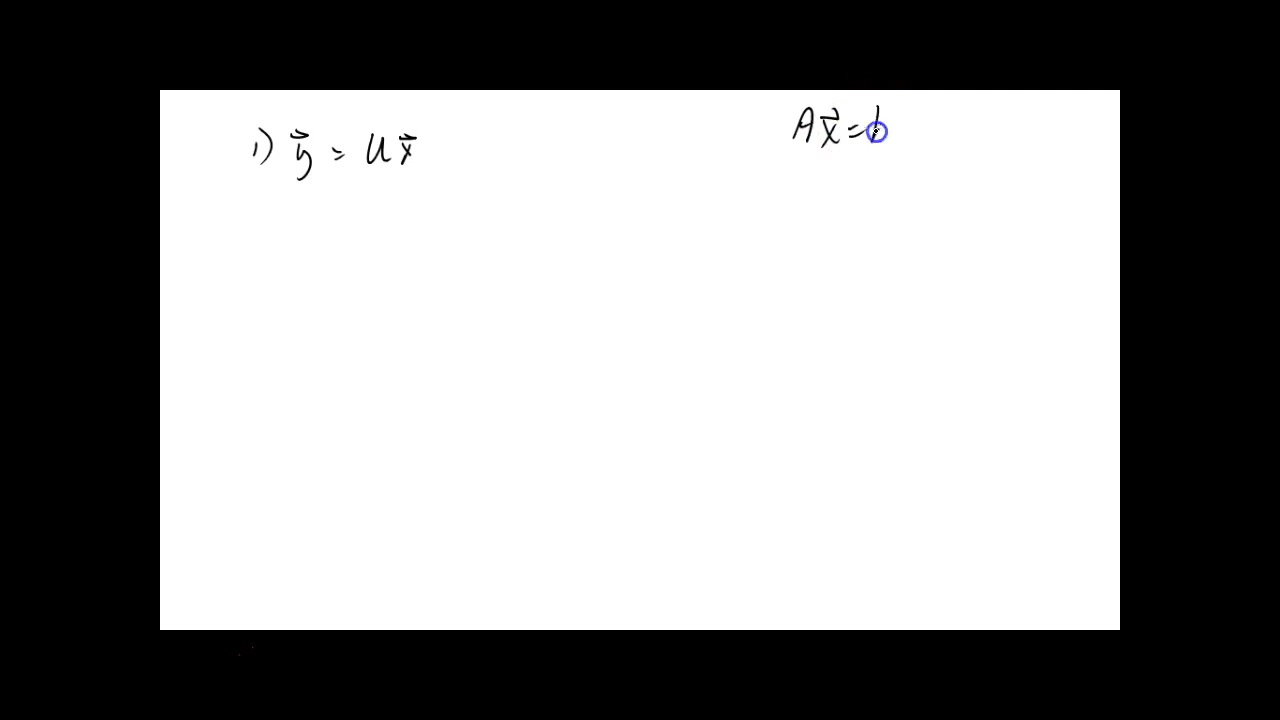 1) y⃗ = Ux⃗
Ax⃗ =